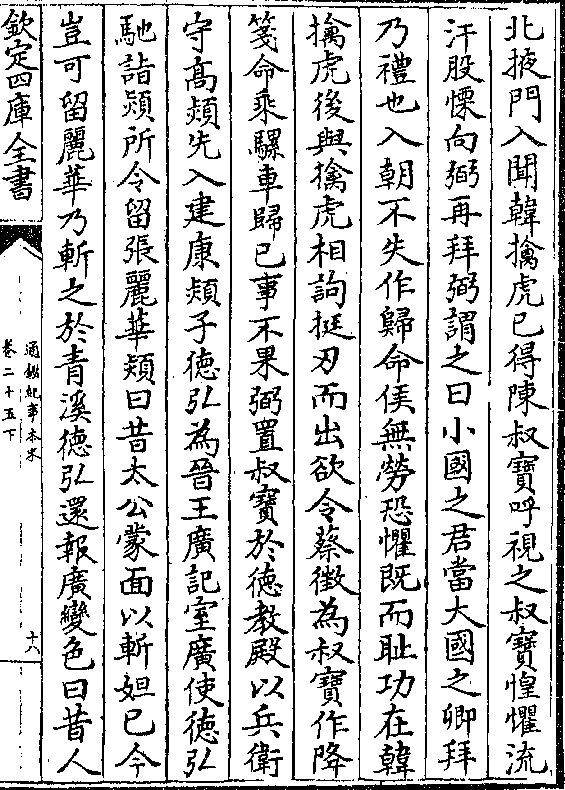 北掖門入聞韓擒虎已得陳叔寶呼視之叔寶惶懼流
汗股慄向弼再拜弼謂之曰小國之君當大國之卿拜
乃禮也入朝不失作歸命侯無勞恐懼既而耻功在韓
擒虎後與擒虎相詢挺刃而出欲令蔡徴為叔寶作降
箋命乘騾車歸已事不果弼置叔寶於徳教殿以兵衛
守高熲先入建康熲子徳弘為晉王廣記室廣使徳弘
馳詣熲所令留張麗華熲曰昔太公蒙面以斬妲已今
豈可留麗華乃斬之於青溪徳弘還報廣變色曰昔人
欽定四庫全書
通鑑紀事本末
卷二十五下
十六